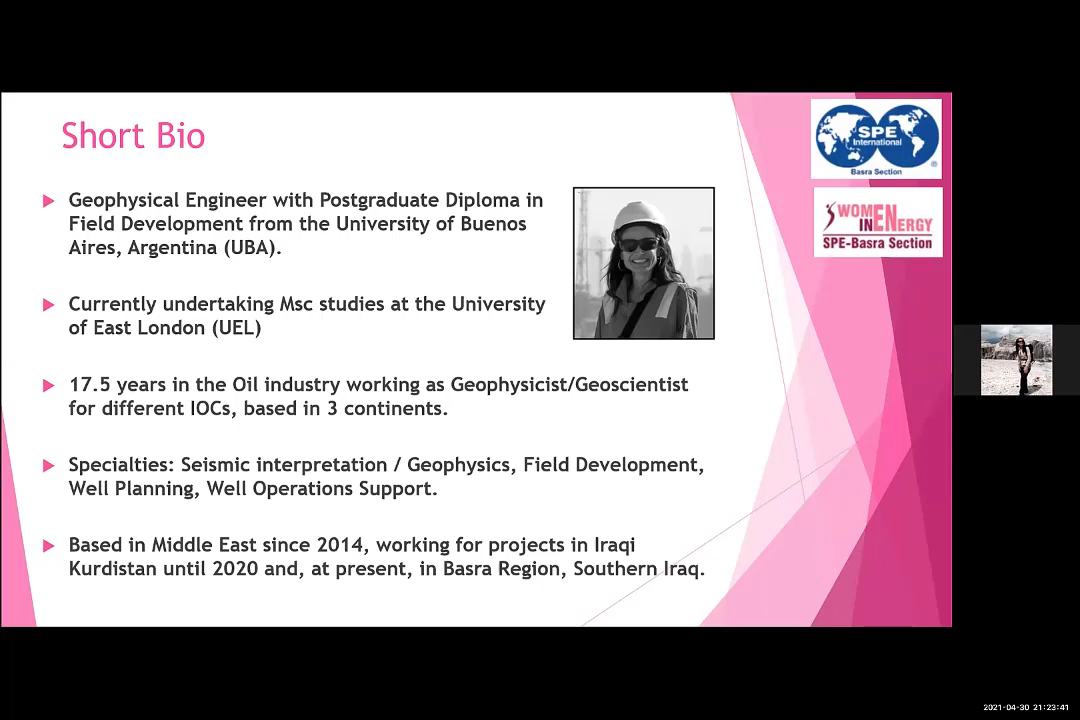 Short Bio
Geophysical Engineer with Postgraduate Diploma in
Field Development from the University of Buenos
Aires, Argentina (UBA).
Currently undertaking Msc studies at the University
of East London (UEL)
17.5 years in the Oil industry working as Geophysicist/Geoscientist
for different IOCs, based in 3 continents.
Specialties: Seismic interpretation / Geophysics, Field Development,
Well Planning, Well Operations Support.
Based in Middle East since 2014, working for projects in Iraqi
Kurdistan until 2020 and, at present, in Basra Region, Southern Iraq.
SPE
International
®
Basra Section
WOMEN
IN ENERGY
SPE-Basra Section
2021-04-30 21:23:41